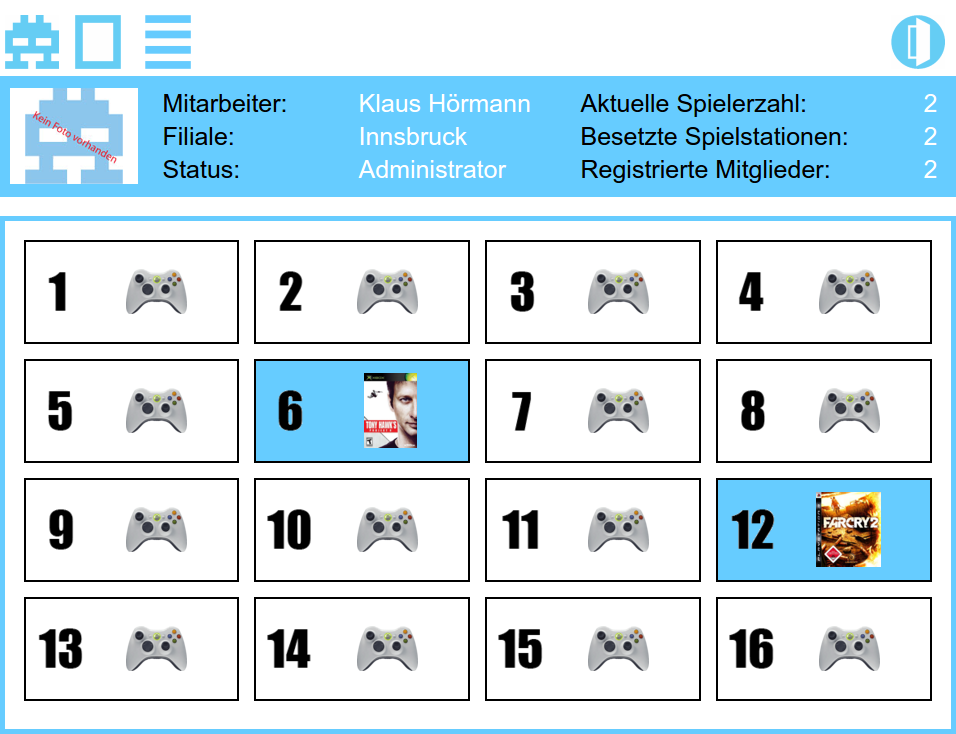 Kein Foto vorhanden
Mitarbeiter: Klaus Hörmann Aktuelle Spielerzahl: 2
Filiale: Innsbruck Besetzte Spielstationen: 2
Status: Administrator Registrierte Mitglieder: 2
1 2 3 4
5 6 7 8
TONY HAWK'S
9 10 11 12
FARCRY 2
13 14 15 16